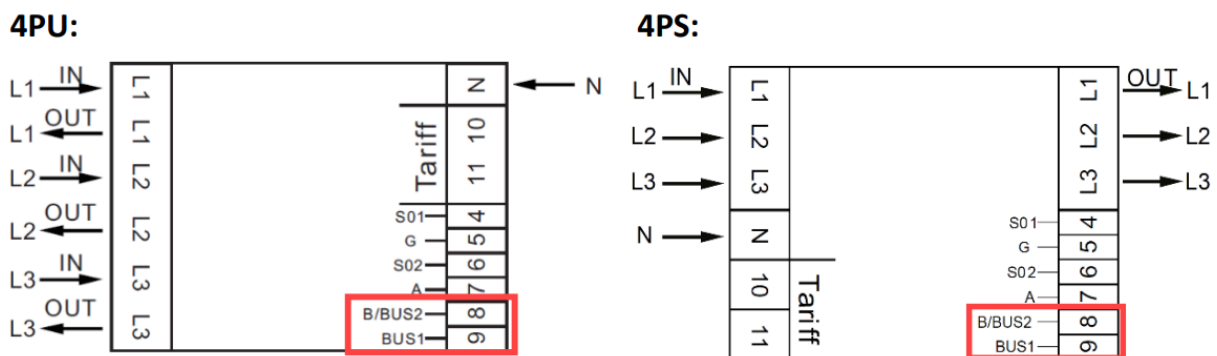 4PU:
L1 IN L1
L1 OUT L1
L2 IN L2
L2 OUT L2
L3 IN L3
L3 OUT L3
N N
Tariff
10
11
S01 4
G 5
S02 6
A 7
B/BUS2 8
BUS1 9
4PS:
L1 IN L1
L2 L2
L3 L3
N N
10
11
Tariff
L1 OUT L1
L2 L2
L3 L3
S01 4
G 5
S02 6
A 7
B/BUS2 8
BUS1 9